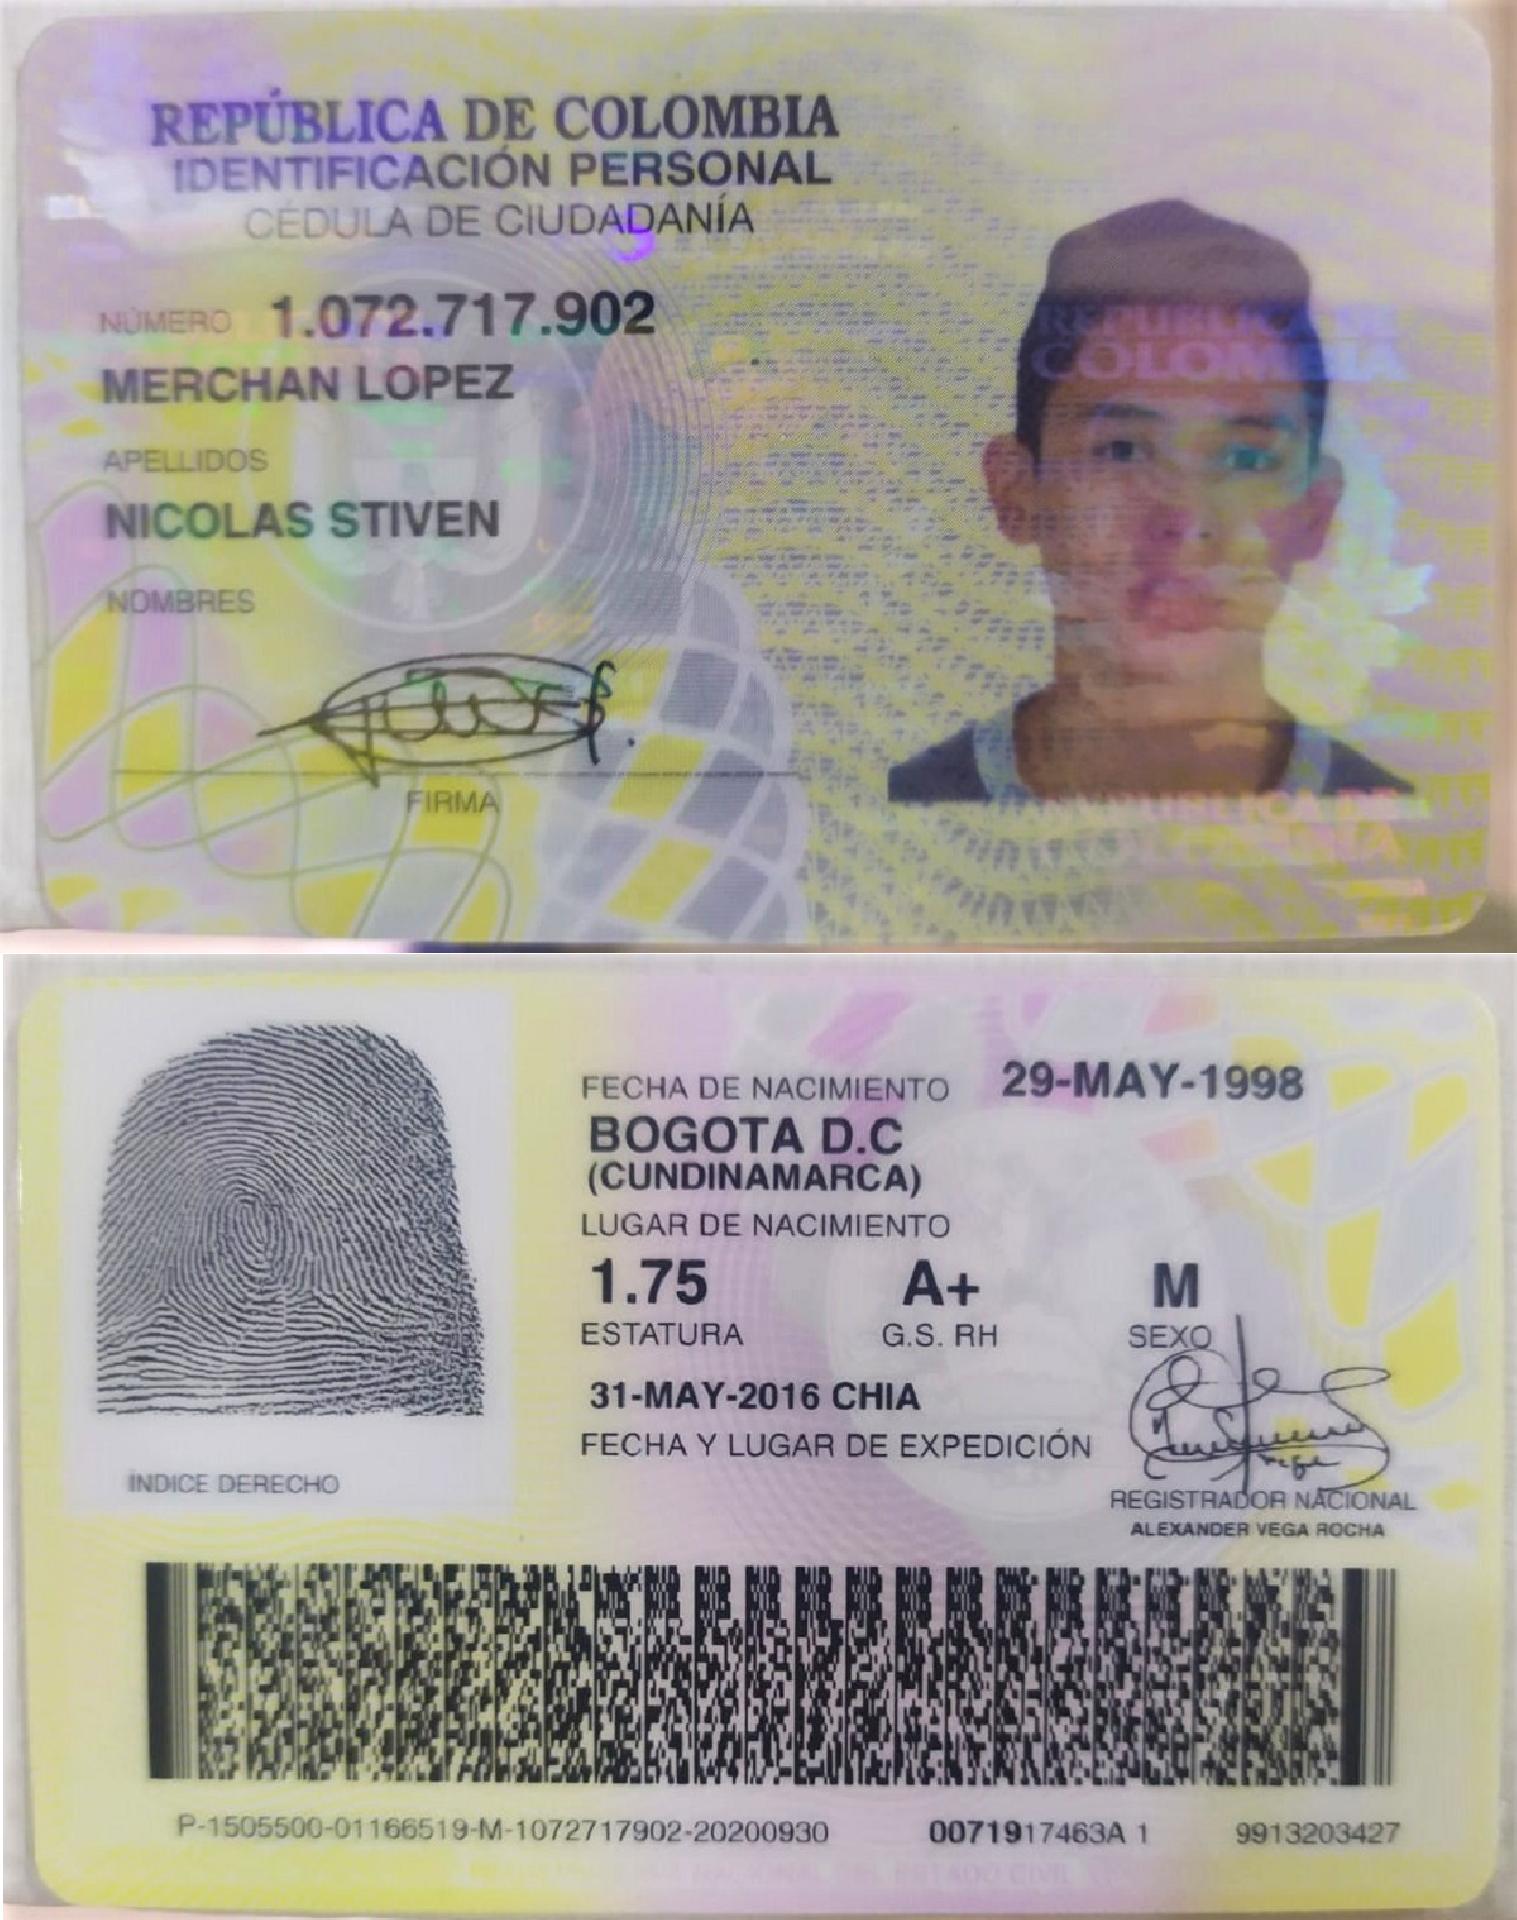 REPÚBLICA DE COLOMBIA
IDENTIFICACIÓN PERSONAL
CÉDULA DE CIUDADANÍA
NÚMERO 1.072.717.902
MERCHAN LOPEZ
APELLIDOS
NICOLAS STIVEN
NOMBRES
FIRMA
REPUBLICA DE
COLOMBIA
FECHA DE NACIMIENTO 29-MAY-1998
BOGOTA D.C
(CUNDINAMARCA)
LUGAR DE NACIMIENTO
1.75 A+ M
ESTATURA G.S. RH SEXO
31-MAY-2016 CHIA
FECHA Y LUGAR DE EXPEDICIÓN
ÍNDICE DERECHO
REGISTRADOR NACIONAL
ALEXANDER VEGA ROCHA
P-1505500-01166519-M-1072717902-20200930 0071917463A 1 9913203427